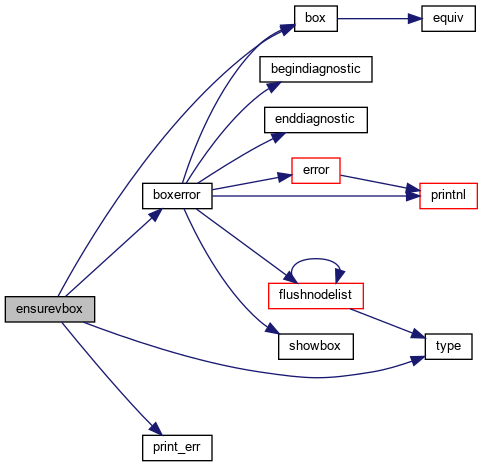 box
equiv
begindiagnostic
enddiagnostic
error
boxerror
printnl
flushnodelist
ensurevbox
showbox
type
print_err